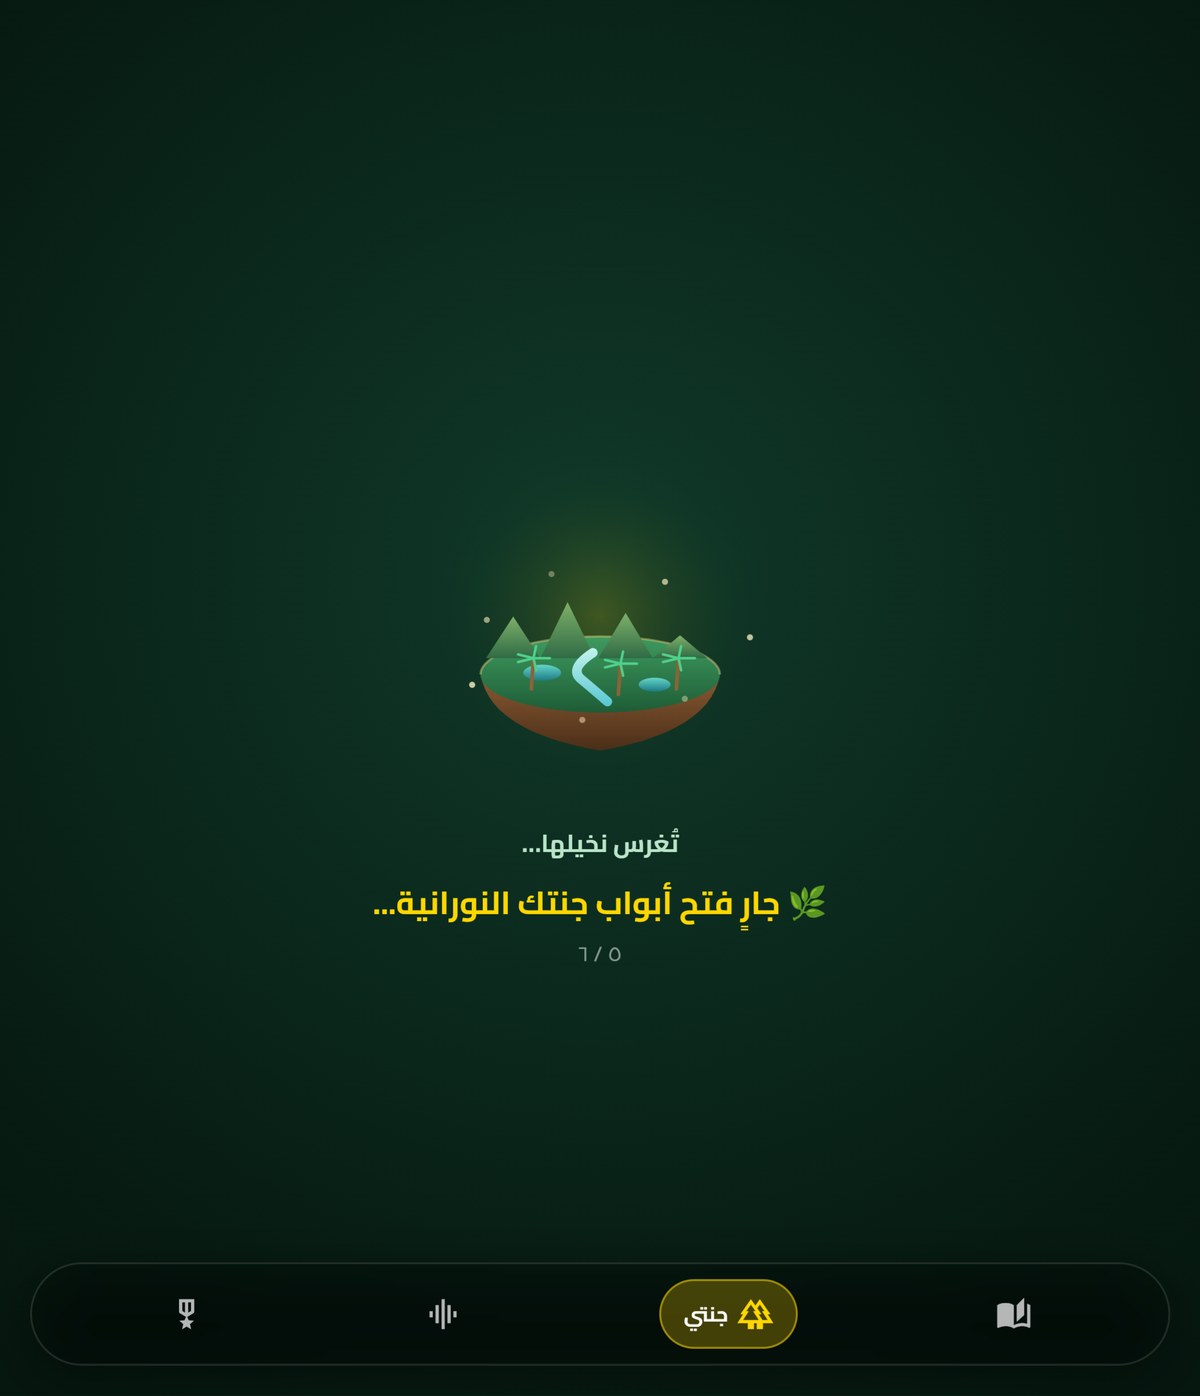 تُغرس نخيلها...
🌿 جارٍ فتح أبواب جنتك النورانية...
٥ / ٦
جنتي